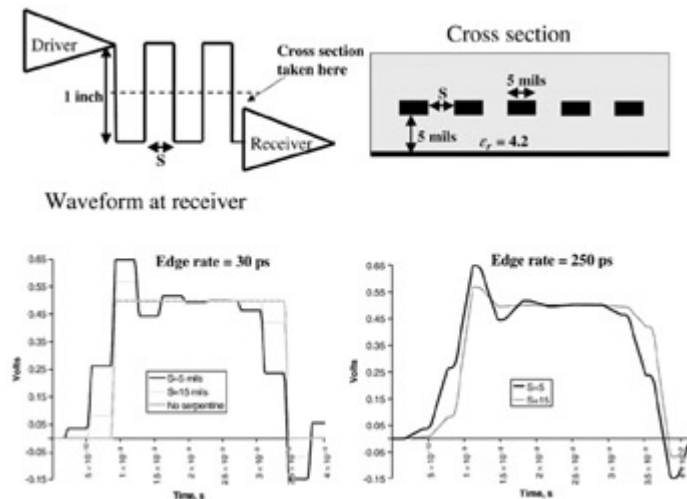 Driver
1 inch
S
Cross section
taken here
Receiver
Cross section
5 mils
S
5 mils
εr = 4.2
Waveform at receiver
Edge rate = 30 ps
0.65
0.55
0.45
0.35
0.25
0.15
0.05
-0.05
-0.15
Volts
S=5 mils
S=15 mils
No serpentine
Time, s
Edge rate = 250 ps
0.65
0.55
0.45
0.35
0.25
0.15
0.05
-0.05
-0.15
Volts
S=5
S=15
Time, s